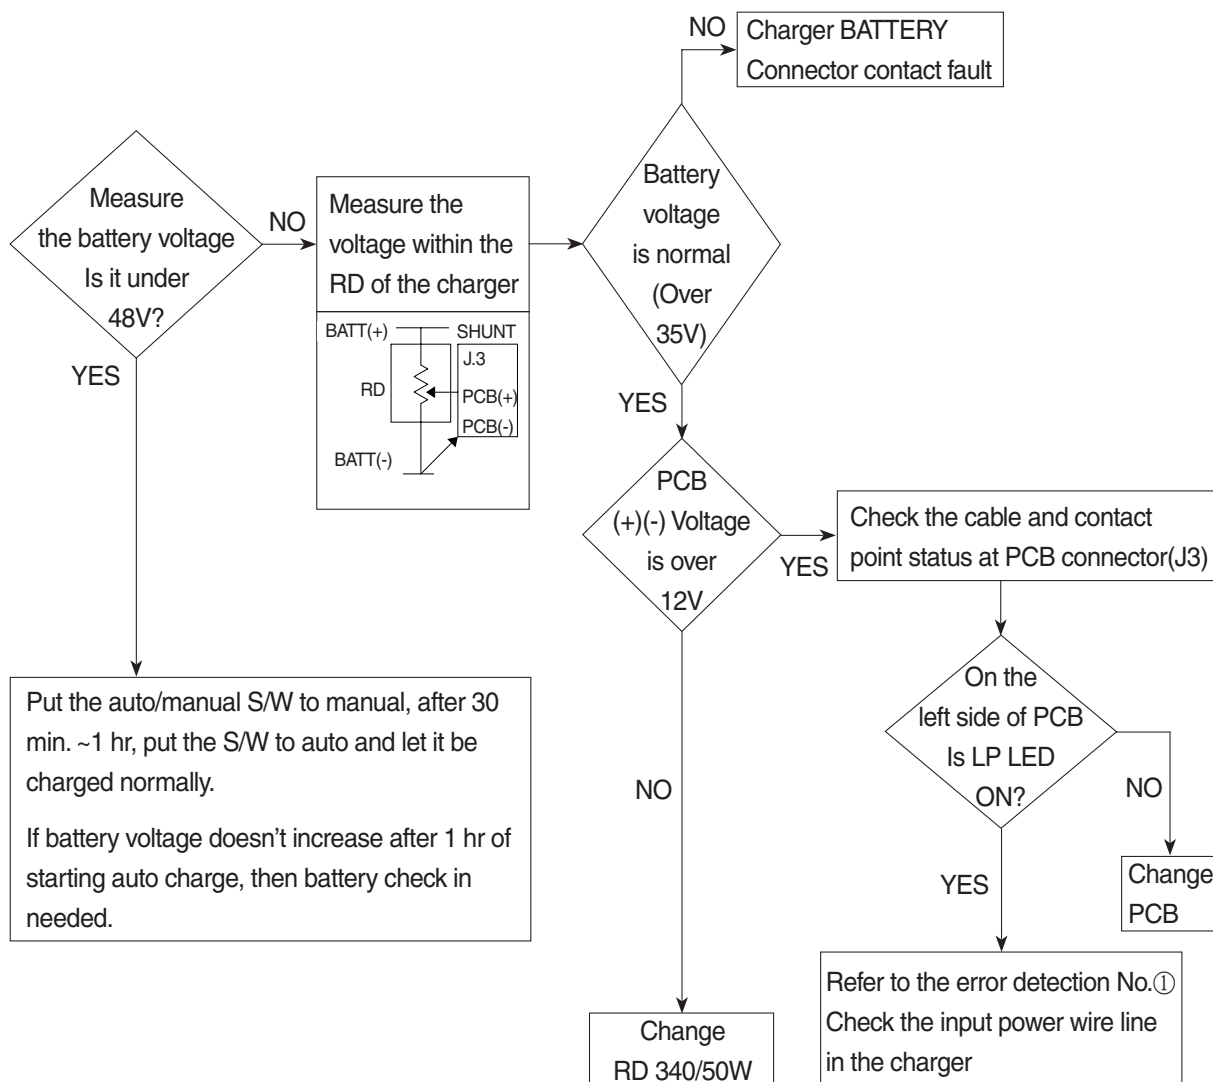 NO
Charger BATTERY
Connector contact fault
Measure
the battery voltage
Is it under
48V?
NO
YES
Measure the
voltage within the
RD of the charger
BATT(+)
SHUNT
J.3
RD
PCB(+)
PCB(-)
BATT(-)
Battery
voltage
is normal
(Over
35V)
YES
PCB
(+)(-) Voltage
is over
12V
YES
Check the cable and contact
point status at PCB connector(J3)
On the
left side of PCB
Is LP LED
ON?
NO
NO
YES
Put the auto/manual S/W to manual, after 30
min. ~1 hr, put the S/W to auto and let it be
charged normally.
If battery voltage doesn't increase after 1 hr of
starting auto charge, then battery check in
needed.
Change
PCB
Change
RD 340/50W
Refer to the error detection No.①
Check the input power wire line
in the charger